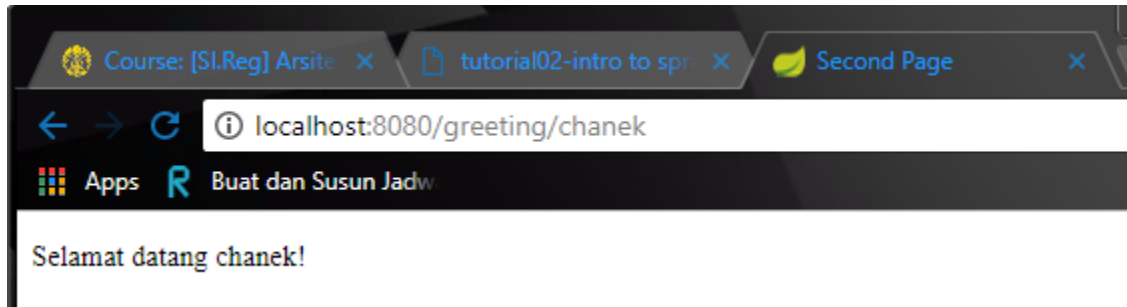 Course: [SI.Reg] Arsite
tutorial02-intro to spri
Second Page
localhost:8080/greeting/chanek
Apps
Buat dan Susun Jadw
Selamat datang chanek!